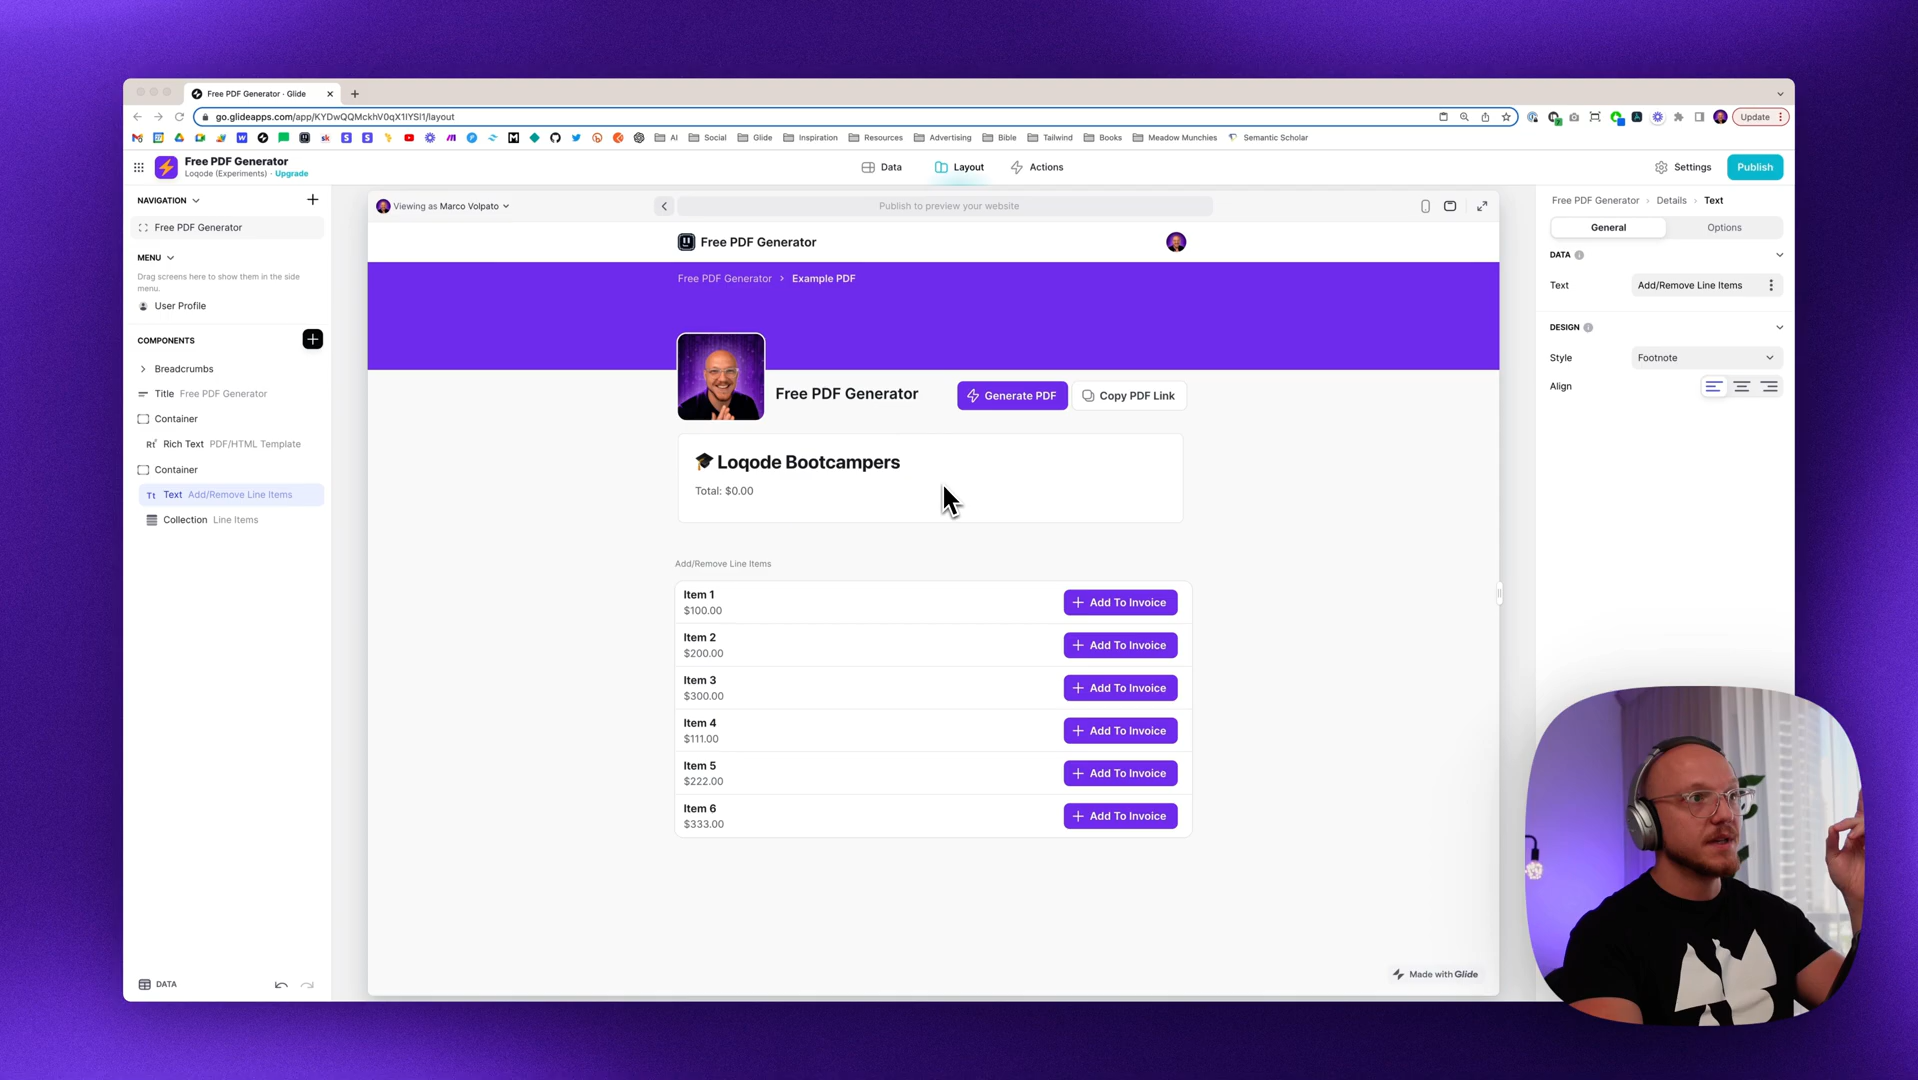 Free PDF Generator · Glide
go.glideapps.com/app/KYDwQQMckhV0qX1IYSI1/layout
Update
AI
Social
Glide
Inspiration
Resources
Advertising
Bible
Tailwind
Books
Meadow Munchies
Semantic Scholar
Free PDF Generator
Loqode (Experiments) · Upgrade
Data
Layout
Actions
Settings
Publish
NAVIGATION
Free PDF Generator
MENU
Drag screens here to show them in the side
menu.
User Profile
COMPONENTS
Breadcrumbs
Title Free PDF Generator
Container
Rich Text PDF/HTML Template
Container
Text Add/Remove Line Items
Collection Line Items
DATA
Viewing as Marco Volpato
Publish to preview your website
Free PDF Generator
Free PDF Generator > Example PDF
Free PDF Generator
Generate PDF
Copy PDF Link
🎓 Loqode Bootcampers
Total: $0.00
Add/Remove Line Items
Item 1
$100.00
Add To Invoice
Item 2
$200.00
Add To Invoice
Item 3
$300.00
Add To Invoice
Item 4
$111.00
Add To Invoice
Item 5
$222.00
Add To Invoice
Item 6
$333.00
Add To Invoice
Made with Glide
Free PDF Generator > Details > Text
General
Options
DATA
Text
Add/Remove Line Items
DESIGN
Style
Footnote
Align